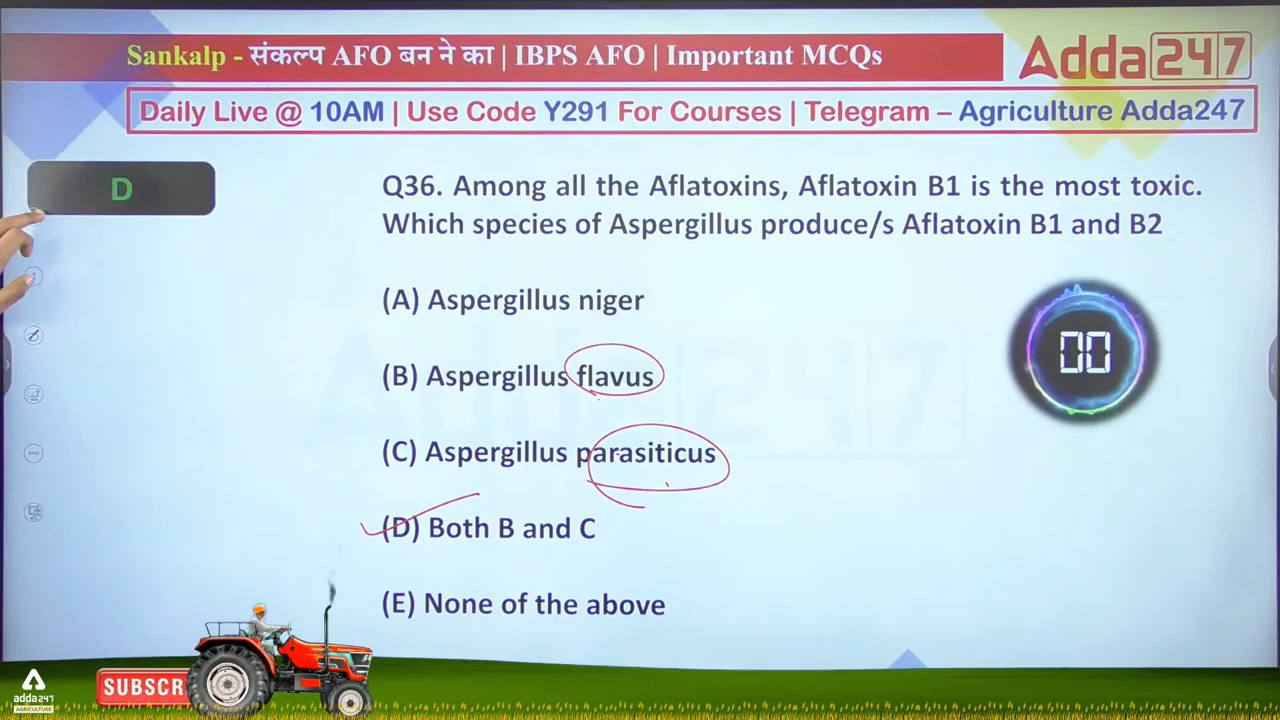 Sankalp - संकल्प AFO बन ने का | IBPS AFO | Important MCQs
Adda247
Daily Live @ 10AM | Use Code Y291 For Courses | Telegram – Agriculture Adda247
D
Q36. Among all the Aflatoxins, Aflatoxin B1 is the most toxic.
Which species of Aspergillus produce/s Aflatoxin B1 and B2
(A) Aspergillus niger
00
(B) Aspergillus flavus
(C) Aspergillus parasiticus
(D) Both B and C
(E) None of the above
SUBSCR
adda247
AGRICULTURE